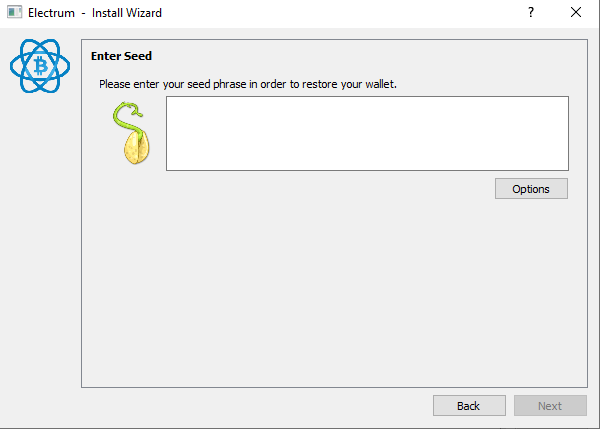 Electrum - Install Wizard ?
Enter Seed
Please enter your seed phrase in order to restore your wallet.
Options
Back Next